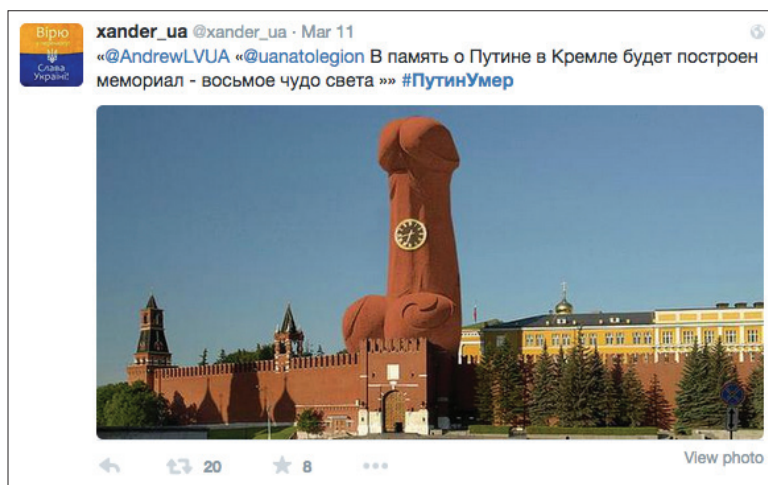 Вірю
Слава
Україні!
xander_ua @xander_ua · Mar 11
«@AndrewLVUA «@uanatolegion В память о Путине в Кремле будет построен
мемориал - восьмое чудо света »» #ПутинУмер
20
8
View photo